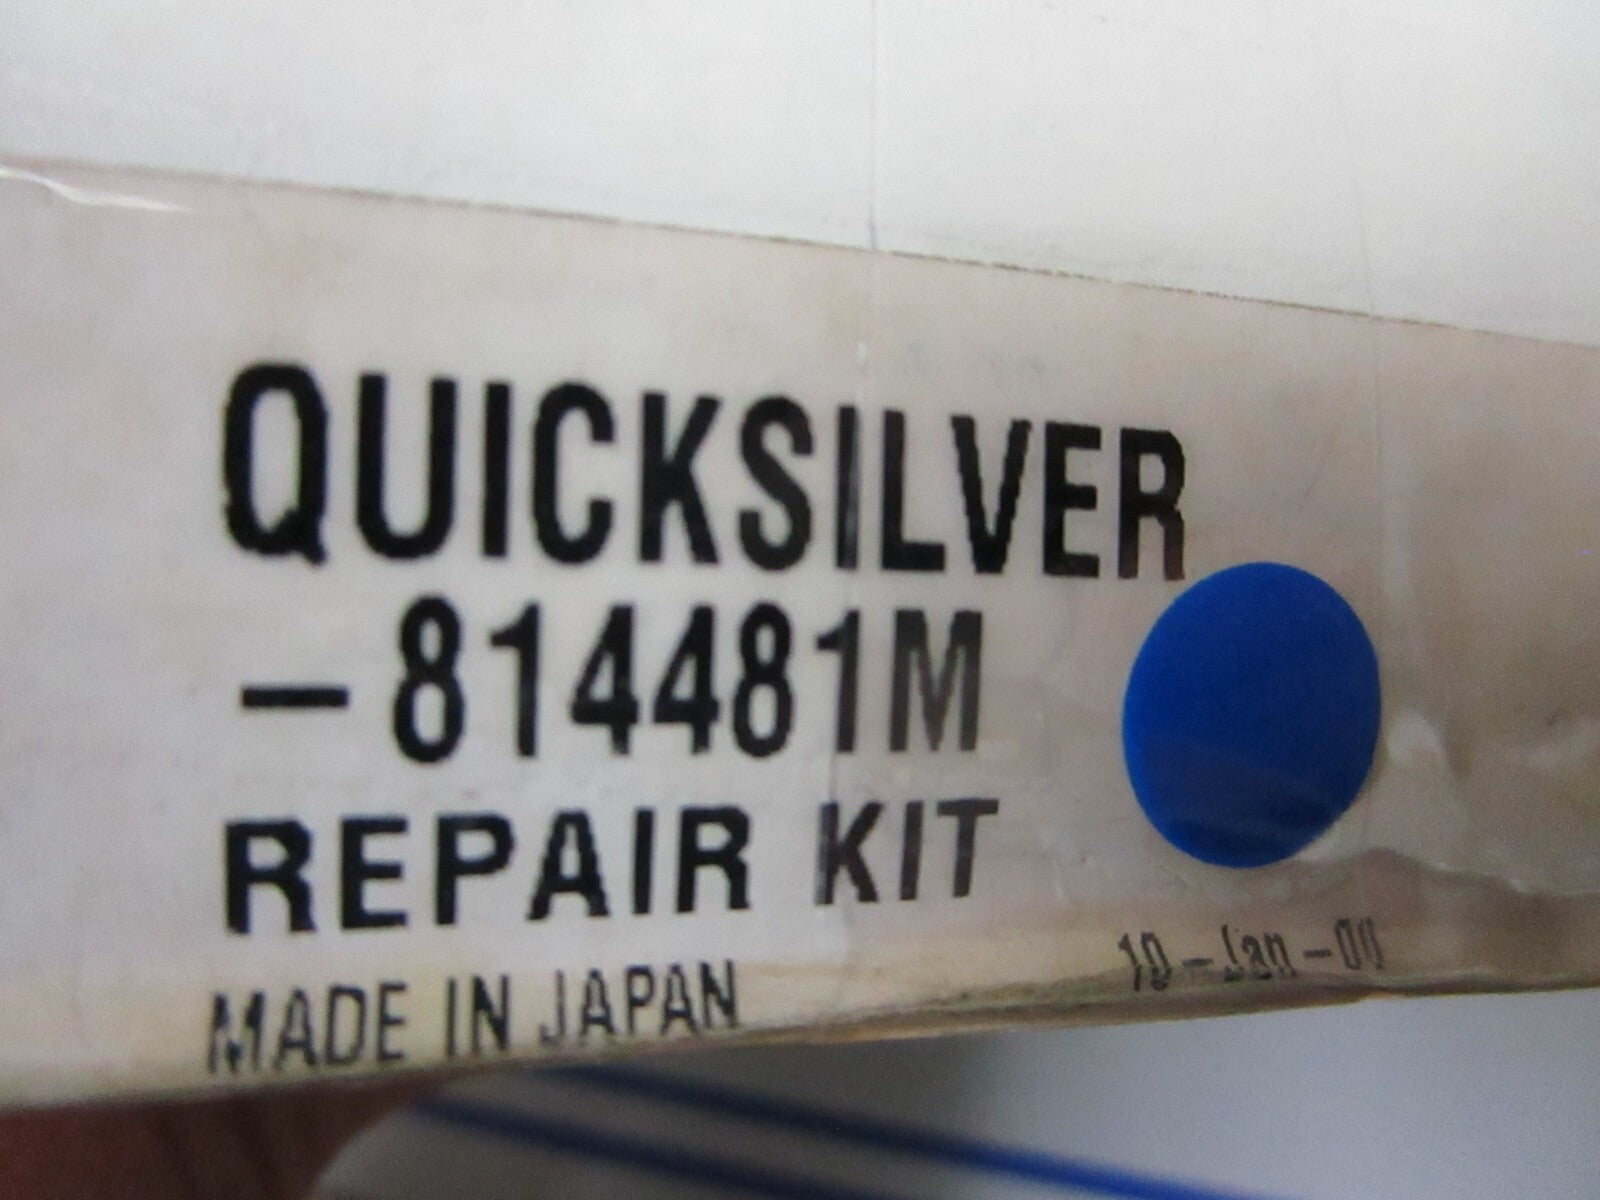 QUICKSILVER
-814481M
REPAIR KIT
MADE IN JAPAN
10-Jan-00